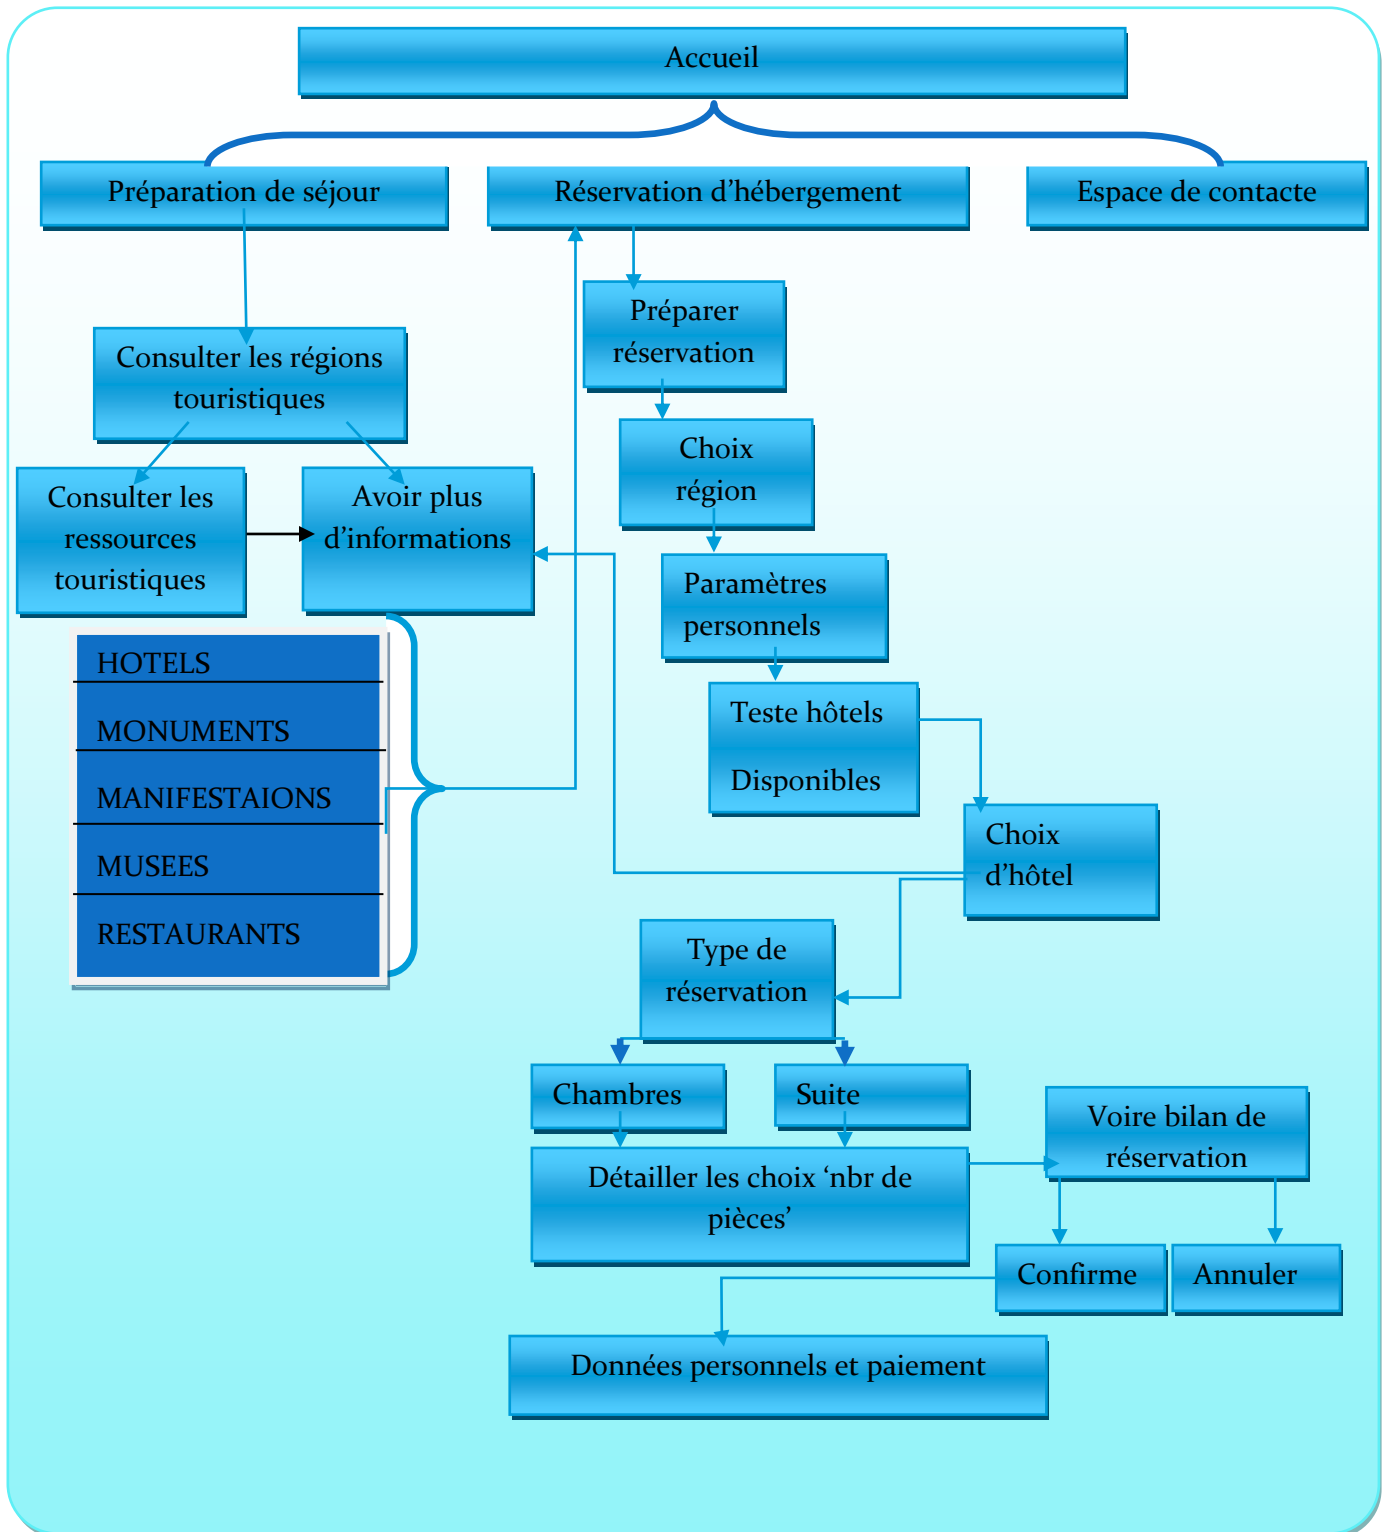 Accueil
Préparation de séjour
Réservation d’hébergement
Espace de contacte
Préparer
réservation
Consulter les régions
touristiques
Choix
région
Consulter les
ressources
touristiques
Avoir plus
d’informations
Paramètres
personnels
HOTELS
MONUMENTS
MANIFESTAIONS
MUSEES
RESTAURANTS
Teste hôtels
Disponibles
Choix
d’hôtel
Type de
réservation
Chambres
Suite
Détailler les choix ‘nbr de
pièces’
Voire bilan de
réservation
Confirme
Annuler
Données personnels et paiement